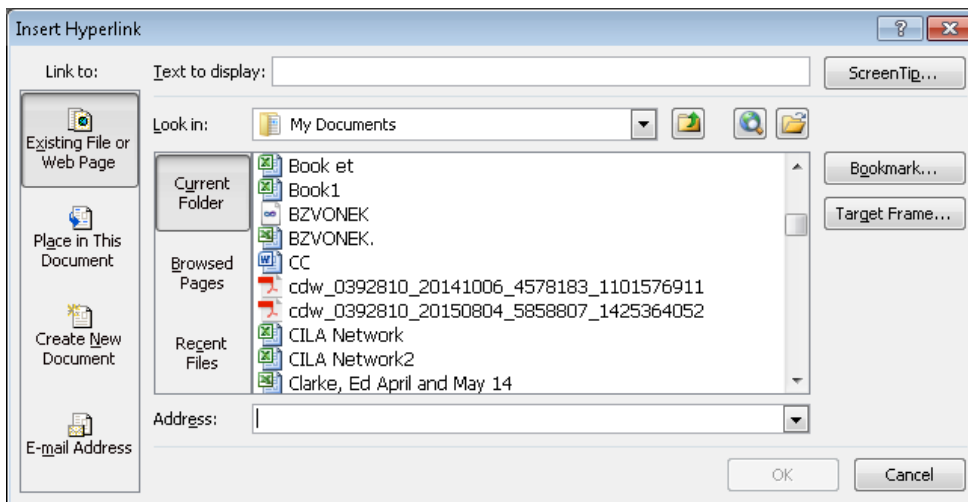 Insert Hyperlink
Link to:
Text to display:
ScreenTip...
Existing File or
Web Page
Look in:
My Documents
Current
Folder
Book et
Book1
BZVONEK
BZVONEK.
CC
cdw_0392810_20141006_4578183_1101576911
cdw_0392810_20150804_5858807_1425364052
CILA Network
CILA Network2
Clarke, Ed April and May 14
Bookmark...
Target Frame...
Place in This
Document
Browsed
Pages
Create New
Document
Recent
Files
E-mail Address
Address:
OK
Cancel